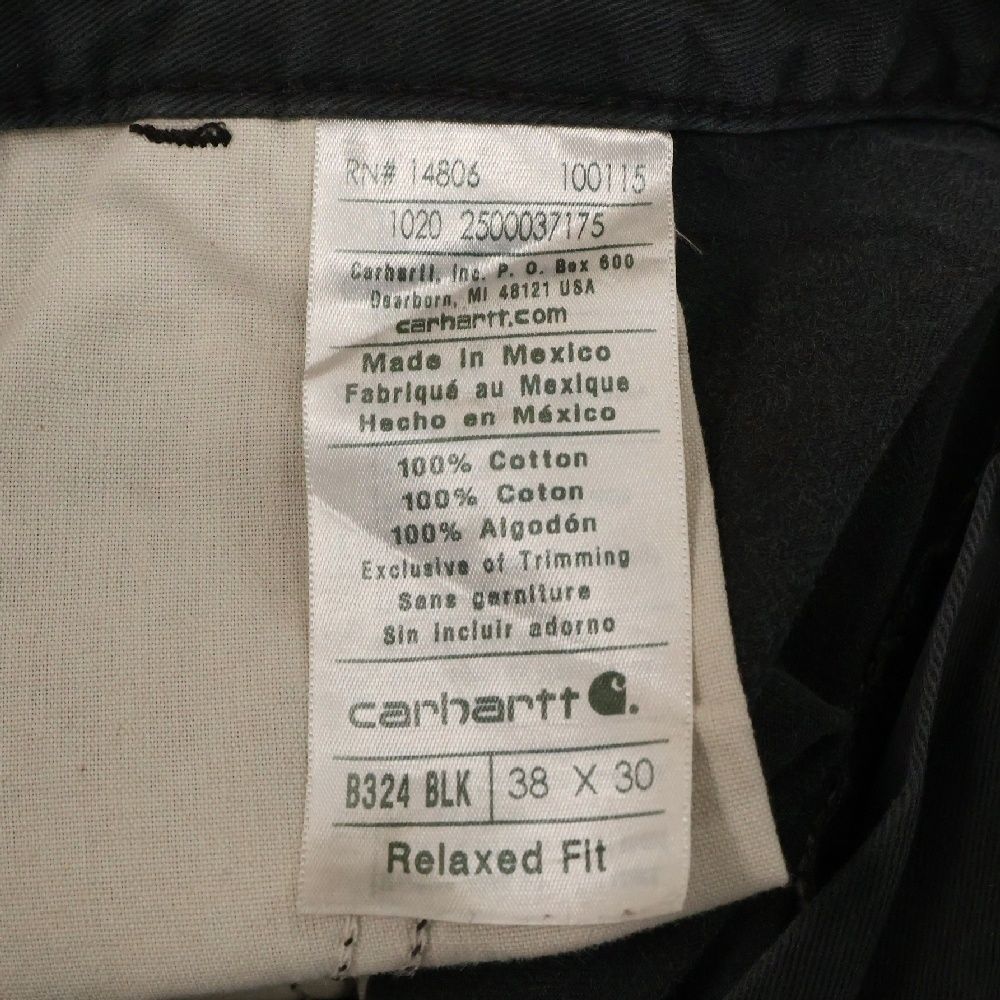 RN# 14806 100115
1020 2500037175
Carhartt, Inc. P. O. Box 600
Dearborn, MI 48121 USA
carhartt.com
Made in Mexico
Fabriqué au Mexique
Hecho en México
100% Cotton
100% Coton
100% Algodón
Exclusive of Trimming
Sans garniture
Sin incluir adorno
carhartt
B324 BLK 38 X 30
Relaxed Fit